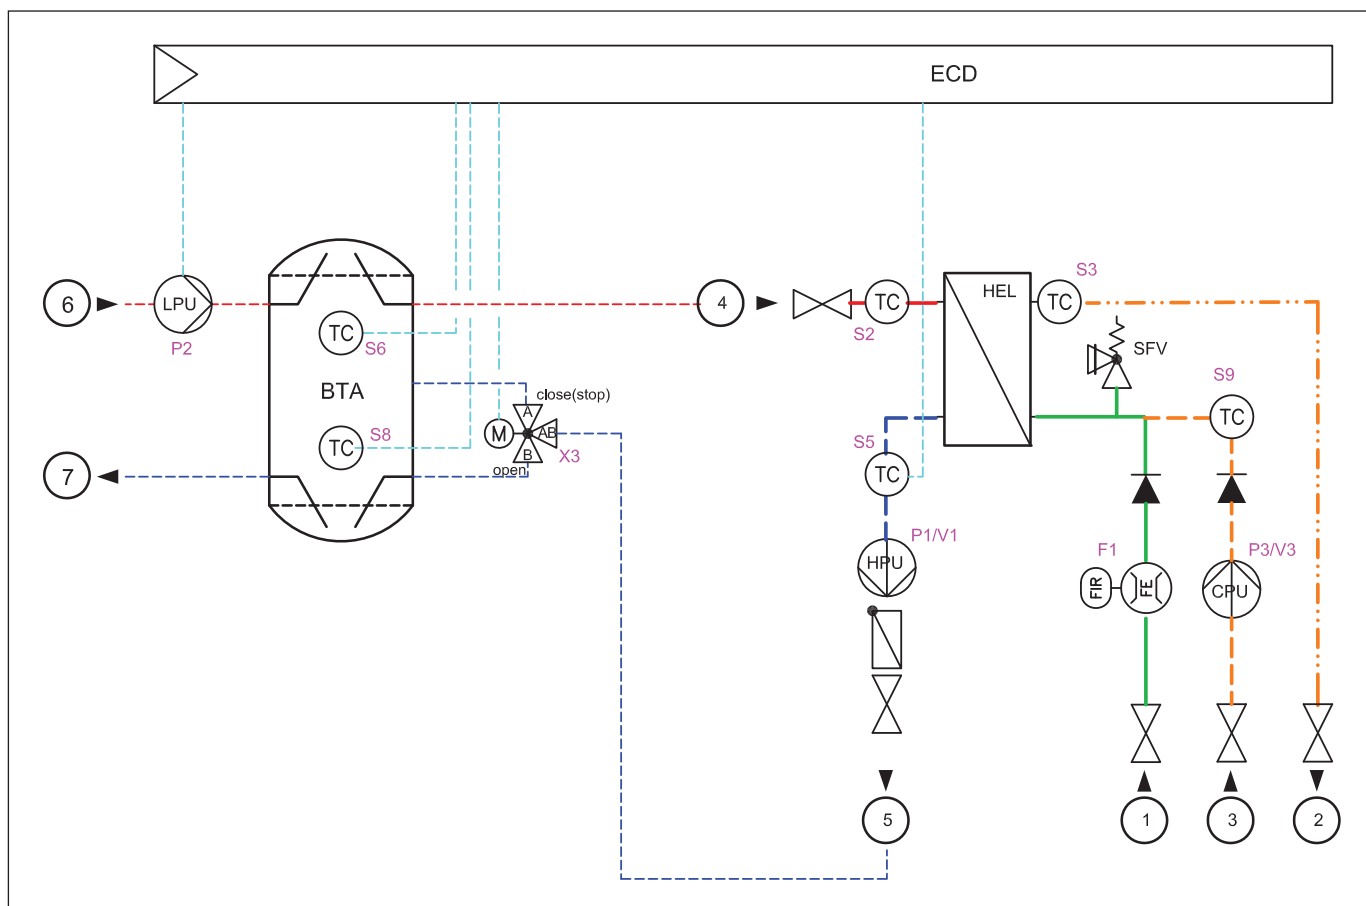 ECD
HEL
S3
6
LPU
4
TC
TC
P2
S2
TC
S6
SFV
BTA
close(stop)
S9
A
TC
M
AB
TC
S8
B
X3
S5
open
7
TC
P1/V1
F1
P3/V3
HPU
FIR
FE
CPU
5
1
3
2